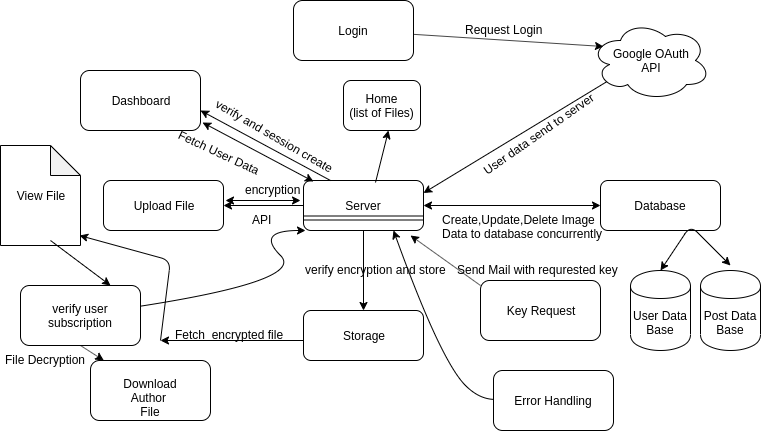 Login
Request Login
Google OAuth
API
Dashboard
Home
(list of Files)
verify and session create
Fetch User Data
User data send to server
View File
Upload File
encryption
API
Server
Create,Update,Delete Image
Data to database concurrently
Database
verify encryption and store
Send Mail with requrested key
verify user
subscription
Key Request
User Data
Base
Post Data
Base
Fetch encrypted file
Storage
File Decryption
Download
Author
File
Error Handling